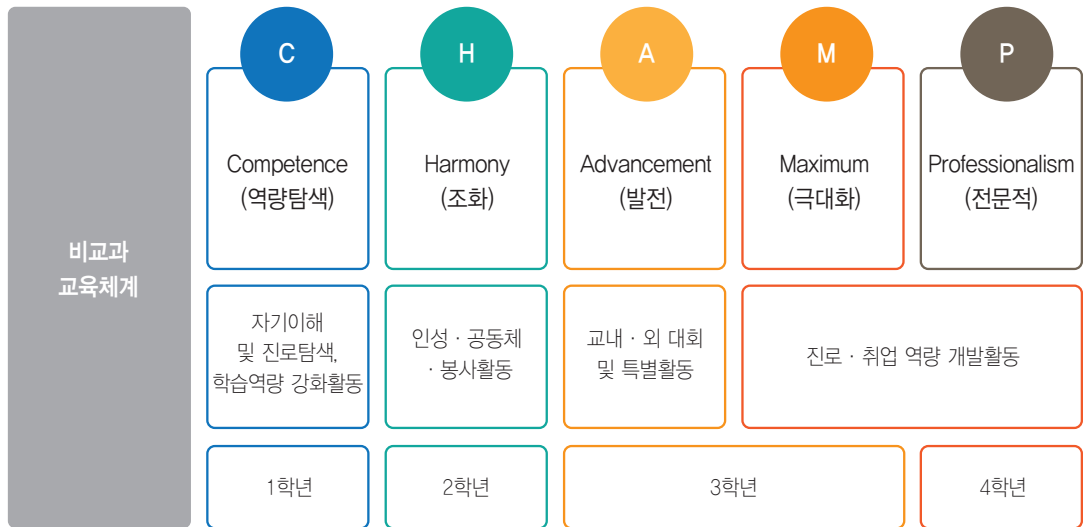 비교과
교육체계
C
H
A
M
P
Competence
(역량탐색)
Harmony
(조화)
Advancement
(발전)
Maximum
(극대화)
Professionalism
(전문적)
자기이해
및 진로탐색,
학습역량 강화활동
인성 · 공동체
· 봉사활동
교내 · 외 대회
및 특별활동
진로 · 취업 역량 개발활동
1학년
2학년
3학년
4학년